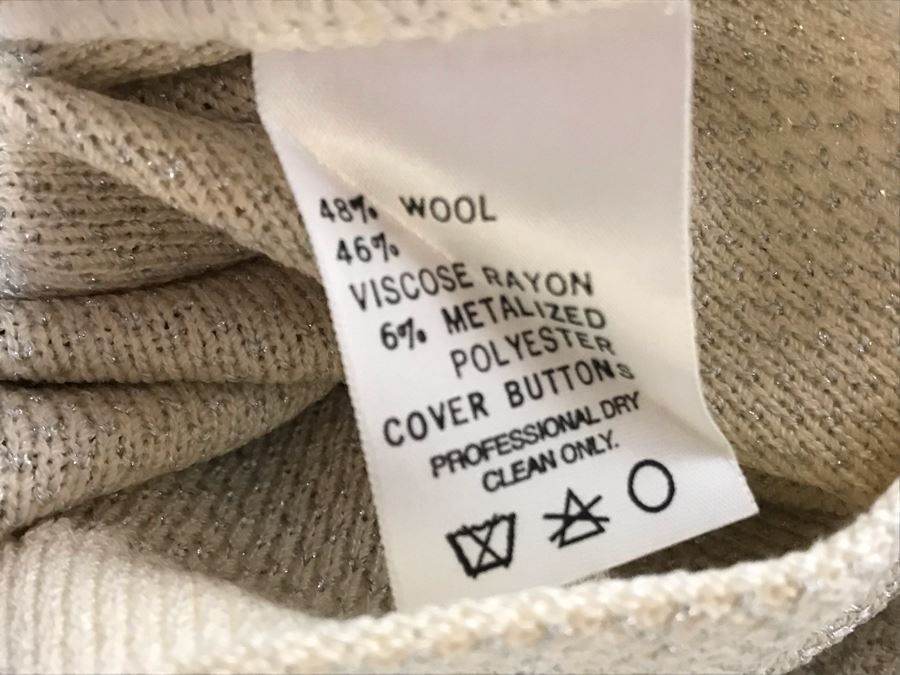 48% WOOL
46%
VISCOSE RAYON
6% METALIZED
POLYESTER
COVER BUTTONS
PROFESSIONAL DRY
CLEAN ONLY.